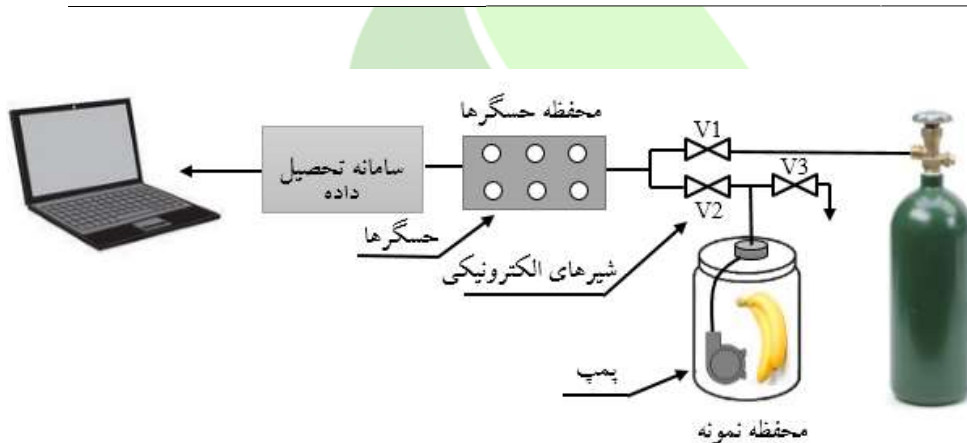 محفظه حسگرها
سامانه تحصیل
داده
V1
V3
V2
حسگرها
شیرهای الکترونیکی
پمپ
محفظه نمونه